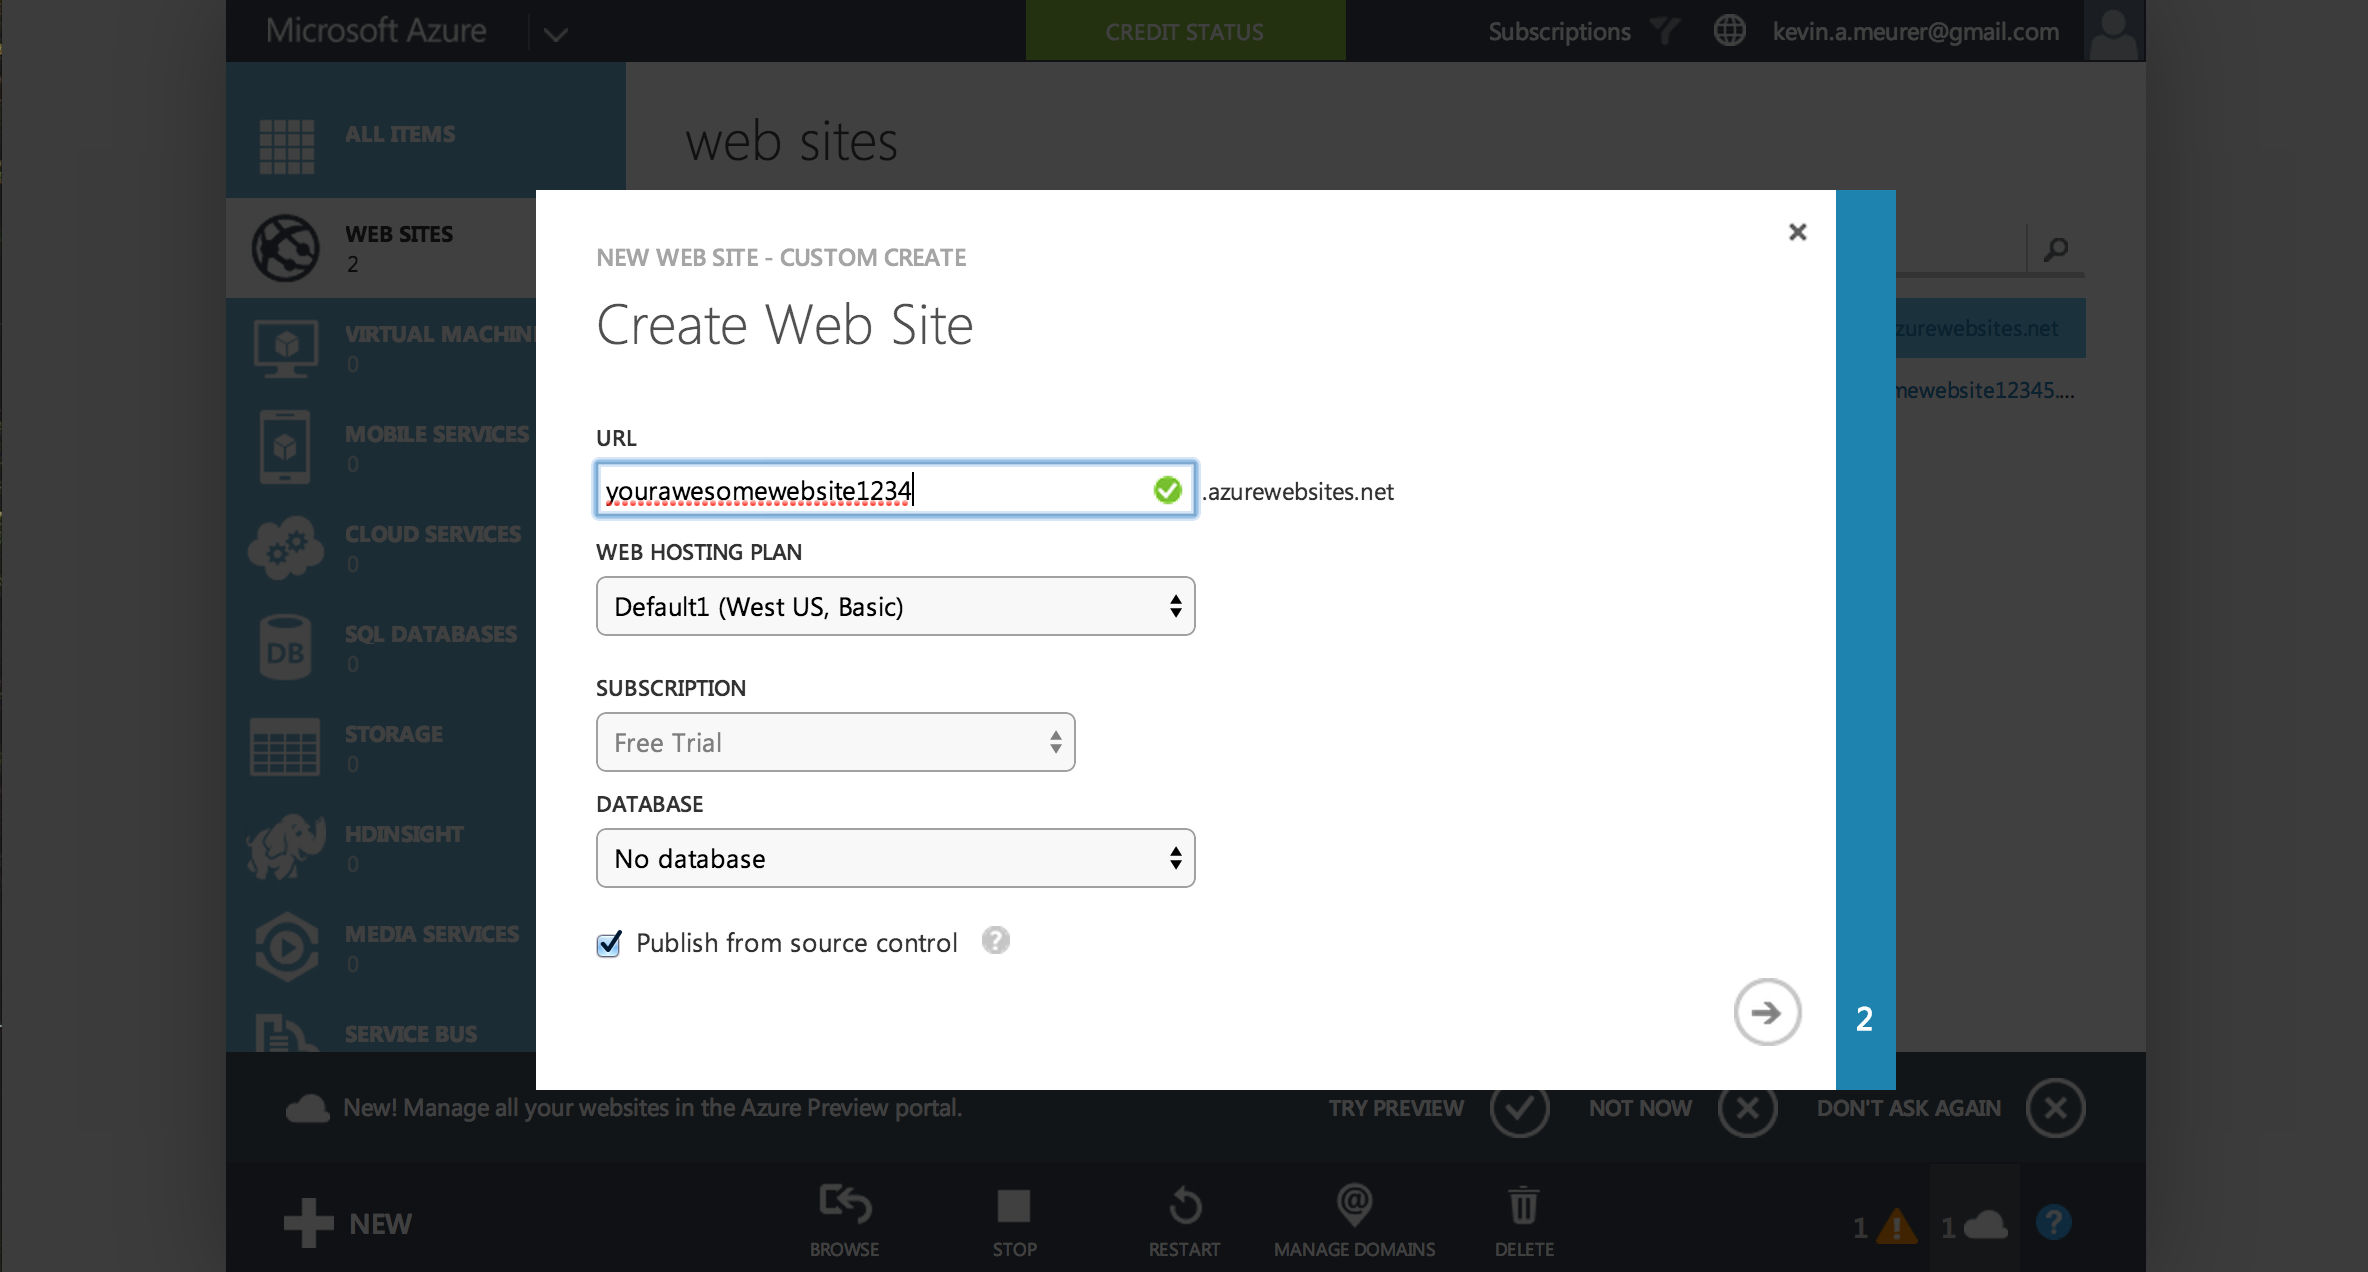 Microsoft Azure
CREDIT STATUS
Subscriptions
kevin.a.meurer@gmail.com
ALL ITEMS
web sites
WEB SITES
2
VIRTUAL MACHIN
0
MOBILE SERVICES
0
CLOUD SERVICES
0
SQL DATABASES
0
DB
STORAGE
0
HDINSIGHT
0
MEDIA SERVICES
0
SERVICE BUS
NEW WEB SITE - CUSTOM CREATE
Create Web Site
URL
yourawesomewebsite1234
.azurewebsites.net
WEB HOSTING PLAN
Default1 (West US, Basic)
SUBSCRIPTION
Free Trial
DATABASE
No database
Publish from source control
?
2
zurewebsites.net
mewebsite12345....
New! Manage all your websites in the Azure Preview portal.
TRY PREVIEW
NOT NOW
DON'T ASK AGAIN
NEW
BROWSE
STOP
RESTART
@
MANAGE DOMAINS
DELETE
1
!
1
?